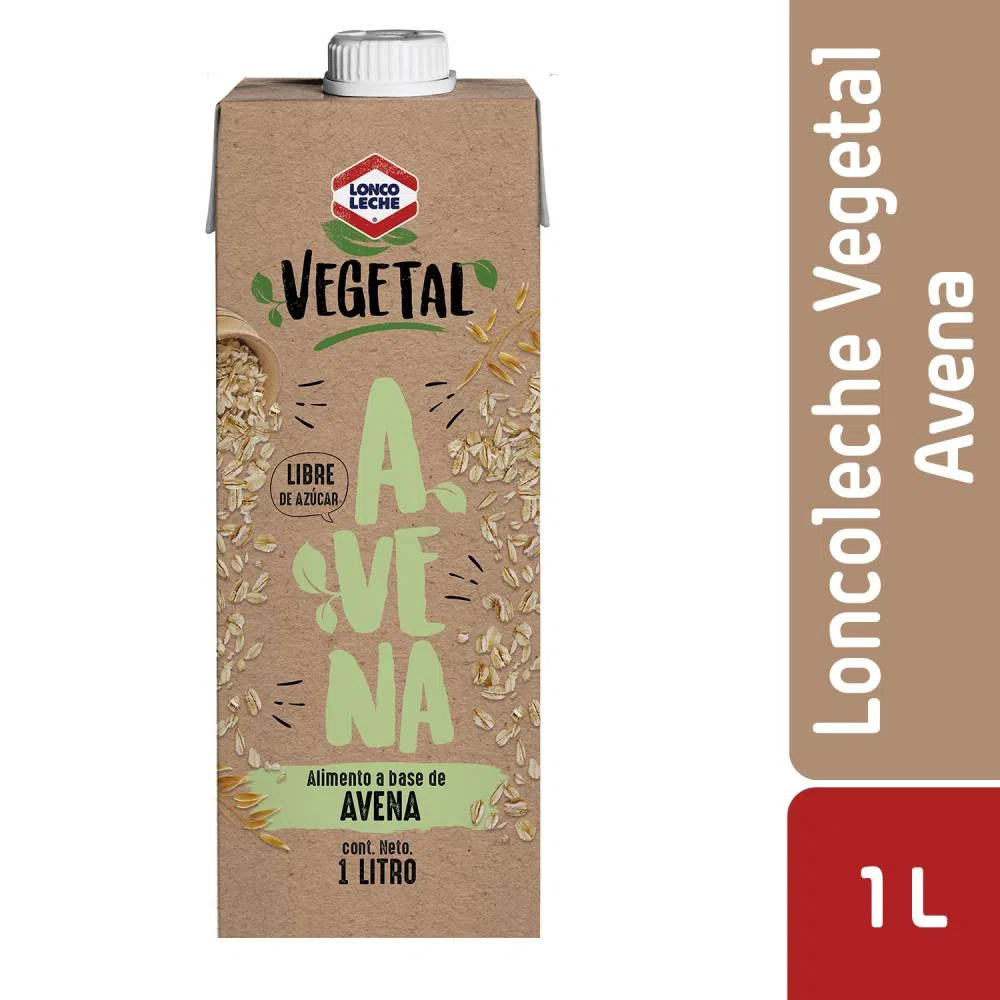 LONCO
LECHE
®
VEGETAL
A
VE
NA
LIBRE
DE AZÚCAR
Alimento a base de
AVENA
cont. Neto.
1 LITRO
Loncoleche Vegetal
Avena
1 L